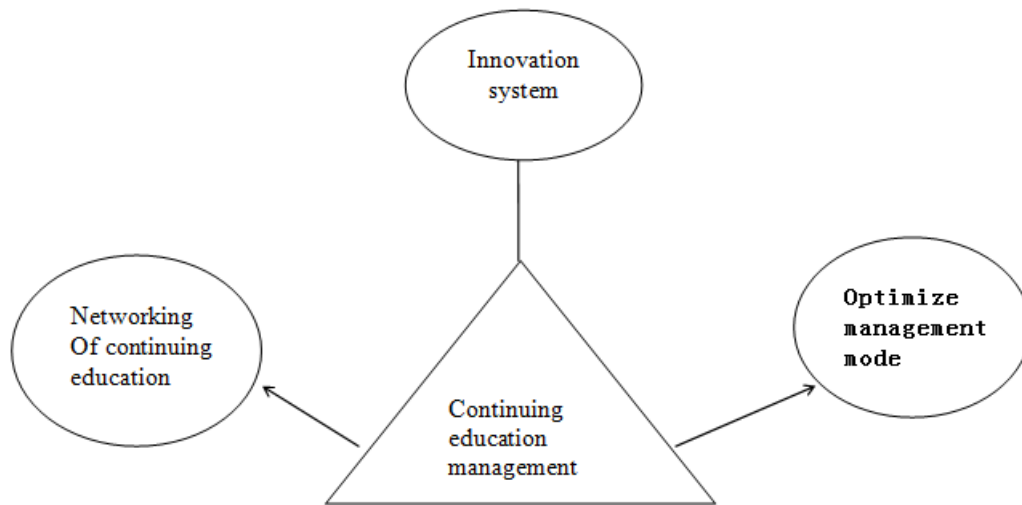 Innovation
system
Networking
Of continuing
education
Optimize
management
mode
Continuing
education
management